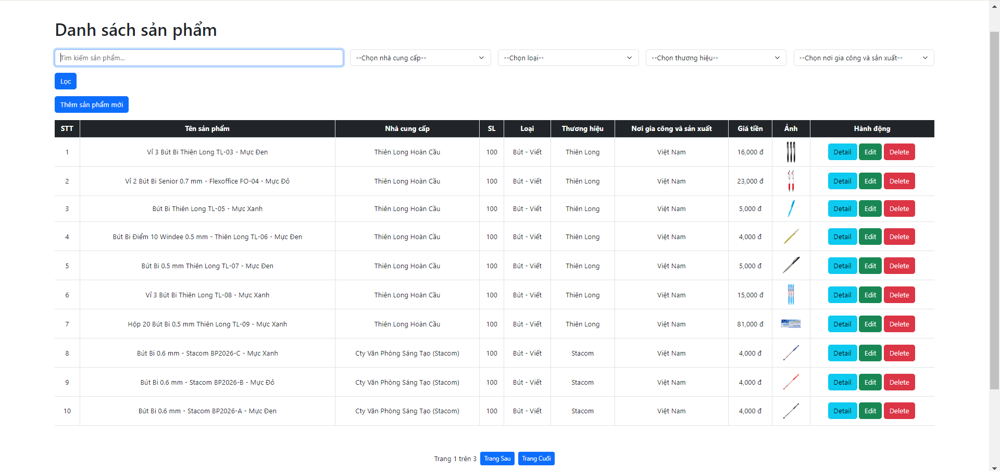 Danh sách sản phẩm
Tìm kiếm sản phẩm... --Chọn nhà cung cấp-- --Chọn loại-- --Chọn thương hiệu-- --Chọn nơi gia công và sản xuất--
Lọc
Thêm sản phẩm mới
STT Tên sản phẩm Nhà cung cấp SL Loại Thương hiệu Nơi gia công và sản xuất Giá tiền Ảnh Hành động
1 Vỉ 3 Bút Bi Thiên Long TL-03 - Mực Đen Thiên Long Hoàn Cầu 100 Bút - Viết Thiên Long Việt Nam 16,000 đ Detail Edit Delete
2 Vỉ 2 Bút Bi Senior 0.7 mm - Flexoffice FO-04 - Mực Đỏ Thiên Long Hoàn Cầu 100 Bút - Viết Thiên Long Việt Nam 23,000 đ Detail Edit Delete
3 Bút Bi Thiên Long TL-05 - Mực Xanh Thiên Long Hoàn Cầu 100 Bút - Viết Thiên Long Việt Nam 5,000 đ Detail Edit Delete
4 Bút Bi Điểm 10 Windee 0.5 mm - Thiên Long TL-06 - Mực Đen Thiên Long Hoàn Cầu 100 Bút - Viết Thiên Long Việt Nam 4,000 đ Detail Edit Delete
5 Bút Bi 0.5 mm Thiên Long TL-07 - Mực Đen Thiên Long Hoàn Cầu 100 Bút - Viết Thiên Long Việt Nam 5,000 đ Detail Edit Delete
6 Vỉ 3 Bút Bi Thiên Long TL-08 - Mực Xanh Thiên Long Hoàn Cầu 100 Bút - Viết Thiên Long Việt Nam 15,000 đ Detail Edit Delete
7 Hộp 20 Bút Bi 0.5 mm Thiên Long TL-09 - Mực Xanh Thiên Long Hoàn Cầu 100 Bút - Viết Thiên Long Việt Nam 81,000 đ Detail Edit Delete
8 Bút Bi 0.6 mm - Stacom BP2026-C - Mực Xanh Cty Văn Phòng Sáng Tạo (Stacom) 100 Bút - Viết Stacom Việt Nam 4,000 đ Detail Edit Delete
9 Bút Bi 0.6 mm - Stacom BP2026-B - Mực Đỏ Cty Văn Phòng Sáng Tạo (Stacom) 100 Bút - Viết Stacom Việt Nam 4,000 đ Detail Edit Delete
10 Bút Bi 0.6 mm - Stacom BP2026-A - Mực Đen Cty Văn Phòng Sáng Tạo (Stacom) 100 Bút - Viết Stacom Việt Nam 4,000 đ Detail Edit Delete
Trang 1 trên 3 Trang Sau Trang Cuối